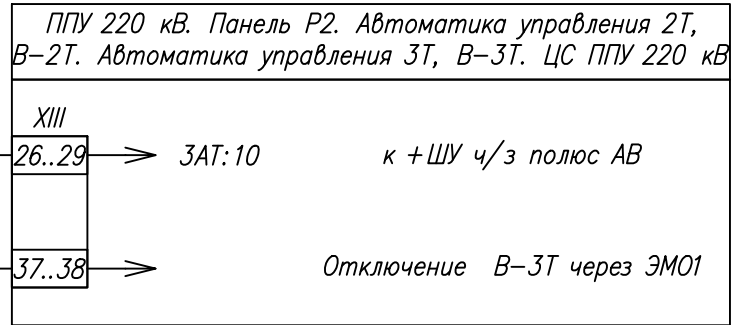 ППУ 220 кВ. Панель Р2. Автоматика управления 2Т,
В-2Т. Автоматика управления 3Т, В-3Т. ЦС ППУ 220 кВ
XIII
26..29 3АТ:10 к +ШУ ч/з полюс АВ
37..38 Отключение В-3Т через ЭМО1